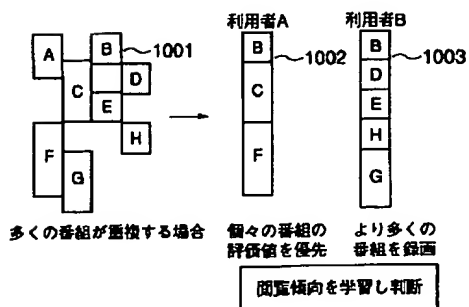 利用者A
利用者B
A
B
1001
C
D
E
F
G
H
B
1002
C
F
B
1003
D
E
H
G
多くの番組が重複する場合
個々の番組の
評価値を優先
より多くの
番組を録画
閲覧傾向を学習し判断